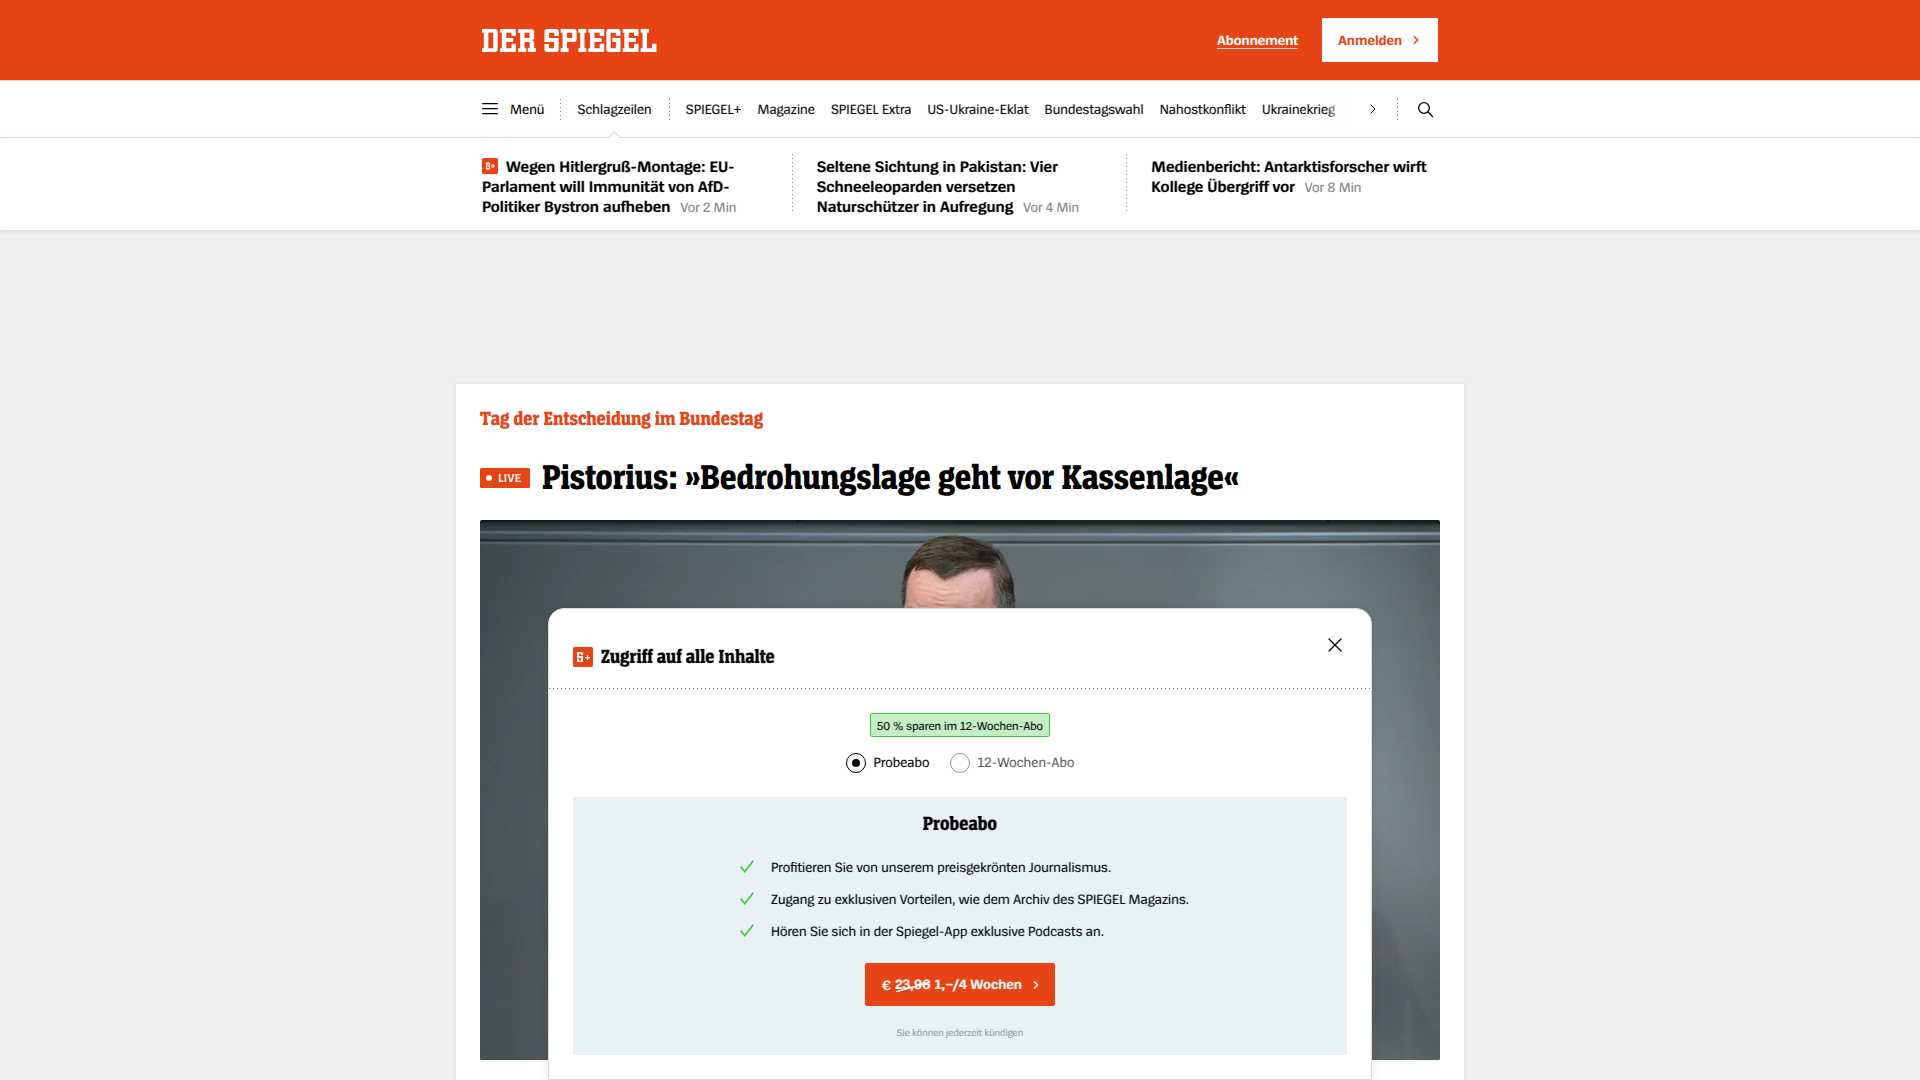 DER SPIEGEL
Abonnement
Anmelden
Menü
Schlagzeilen
SPIEGEL+
Magazine
SPIEGEL Extra
US-Ukraine-Eklat
Bundestagswahl
Nahostkonflikt
Ukrainekrieg
Wegen Hitlergruß-Montage: EU-
Parlament will Immunität von AfD-
Politiker Bystron aufheben Vor 2 Min
Seltene Sichtung in Pakistan: Vier
Schneeleoparden versetzen
Naturschützer in Aufregung Vor 4 Min
Medienbericht: Antarktisforscher wirft
Kollege Übergriff vor Vor 8 Min
Tag der Entscheidung im Bundestag
LIVE Pistorius: »Bedrohungslage geht vor Kassenlage«
Zugriff auf alle Inhalte
50 % sparen im 12-Wochen-Abo
Probeabo
12-Wochen-Abo
Probeabo
Profitieren Sie von unserem preisgekrönten Journalismus.
Zugang zu exklusiven Vorteilen, wie dem Archiv des SPIEGEL Magazins.
Hören Sie sich in der Spiegel-App exklusive Podcasts an.
€ 23,96 1,–/4 Wochen
Sie können jederzeit kündigen